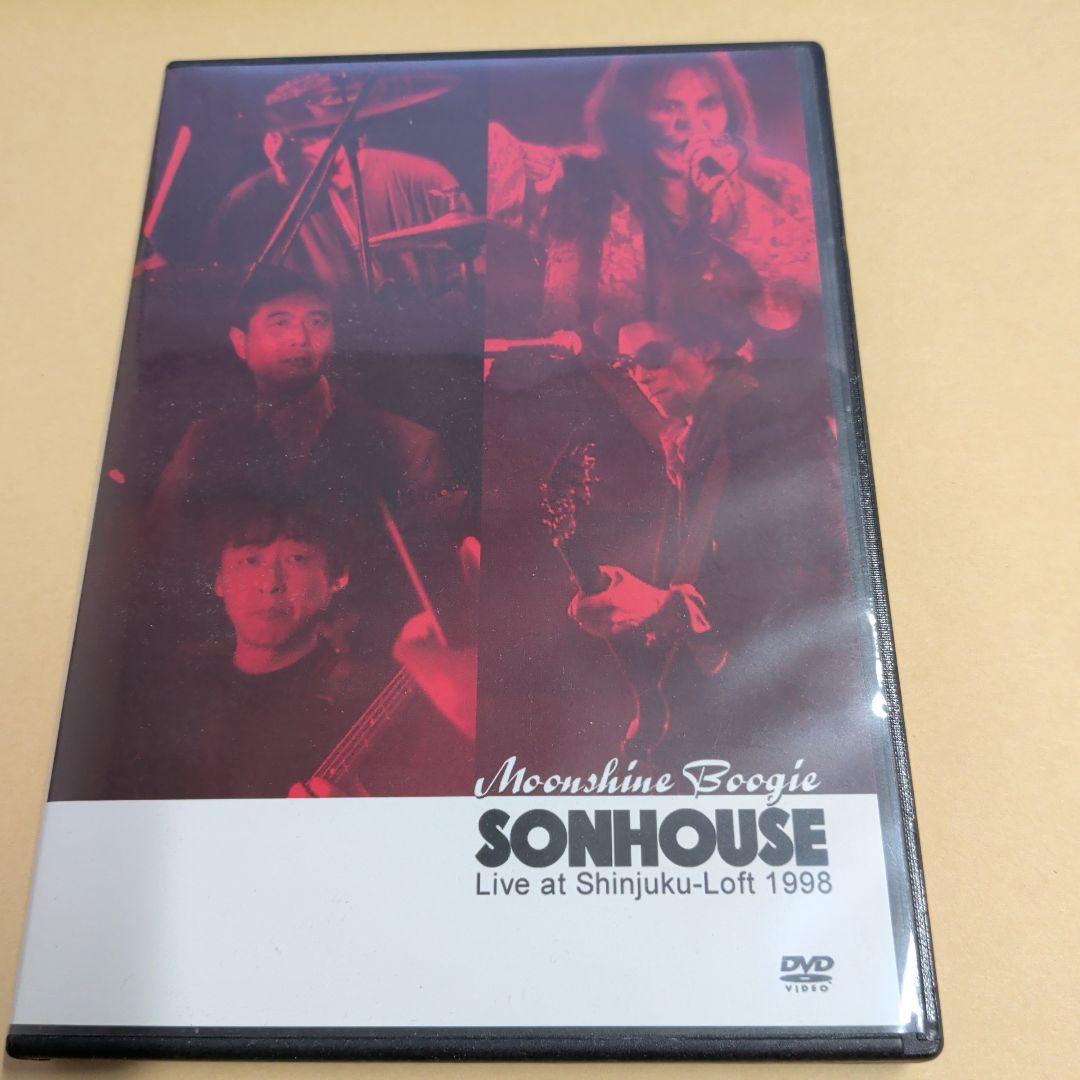 Moonshine Boogie
SONHOUSE
Live at Shinjuku-Loft 1998
DVD
VIDEO